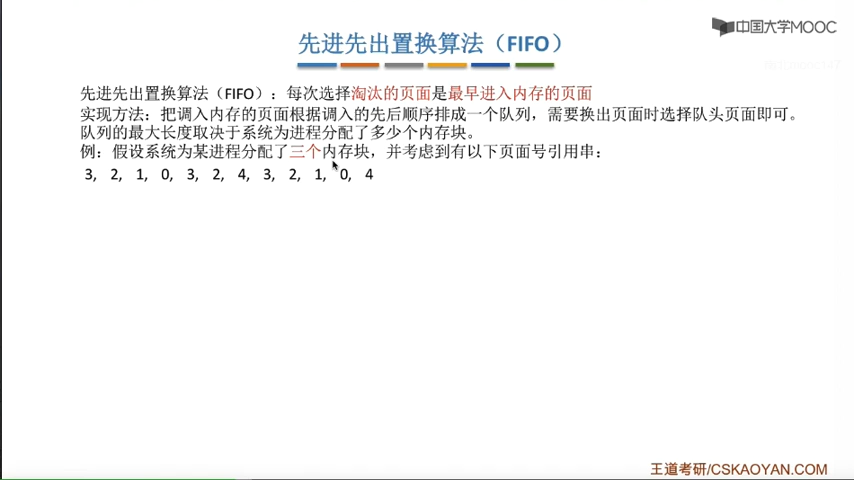 中国大学MOOC
先进先出置换算法（FIFO）
先进先出置换算法（FIFO）：每次选择淘汰的页面是最早进入内存的页面
实现方法：把调入内存的页面根据调入的先后顺序排成一个队列，需要换出页面时选择队头页面即可。
队列的最大长度取决于系统为进程分配了多少个内存块。
例：假设系统为某进程分配了三个内存块，并考虑到有以下页面号引用串：
3, 2, 1, 0, 3, 2, 4, 3, 2, 1, 0, 4
王道考研/CSKAOYAN.COM